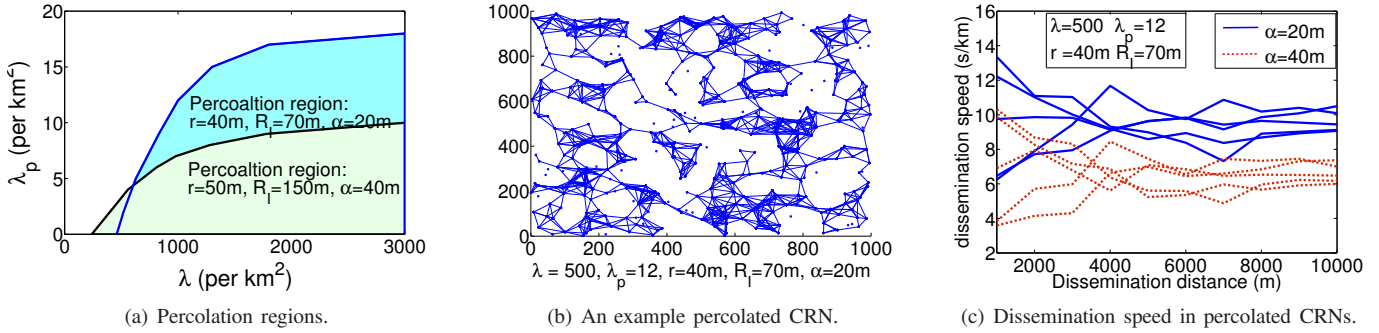 20
15
10
5
0
λp (per km2)
Percoaltion region:
r=40m, RI=70m, α=20m
Percoaltion region:
r=50m, RI=150m, α=40m
0 1000 2000 3000
λ (per km2)
(a) Percolation regions.
1000
800
600
400
200
0
0 200 400 600 800 1000
λ = 500, λp=12, r=40m, RI=70m, α=20m
(b) An example percolated CRN.
16
14
12
10
8
6
4
2
dissemination speed (s/km)
λ=500 λp=12
r =40m RI=70m
α=20m
α=40m
2000 4000 6000 8000 10000
Dissemination distance (m)
(c) Dissemination speed in percolated CRNs.